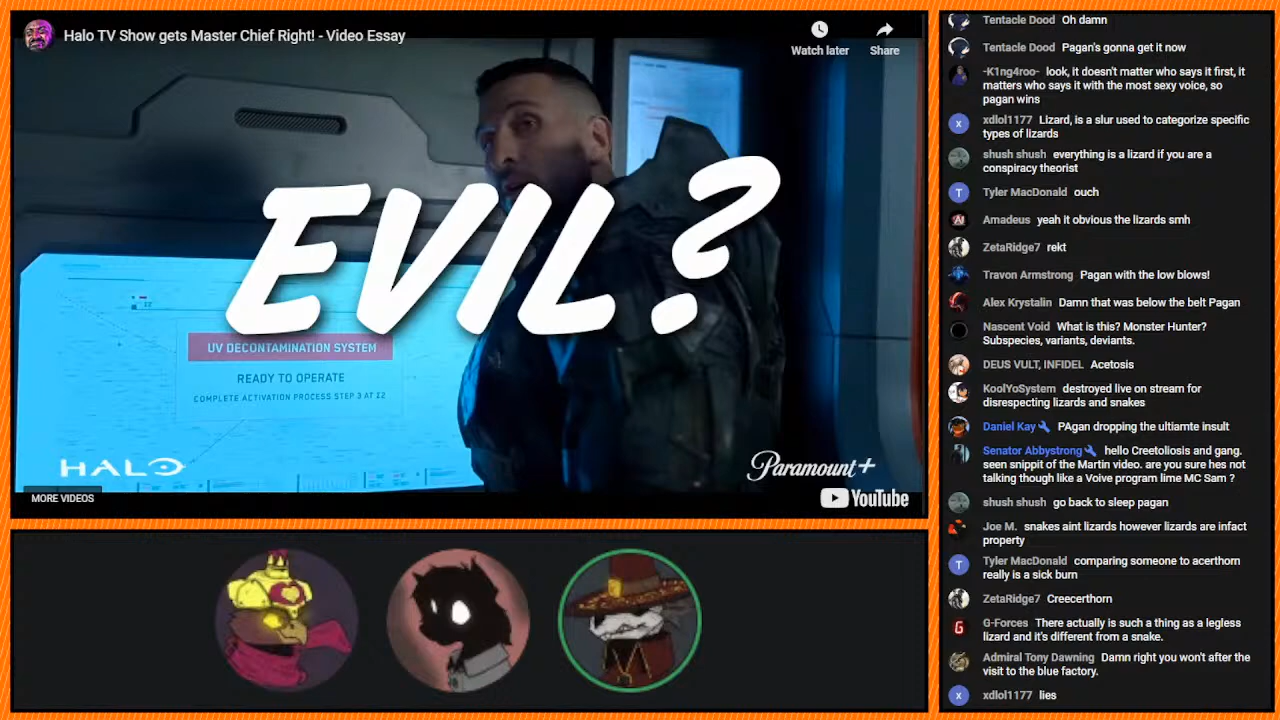 Halo TV Show gets Master Chief Right! - Video Essay
Watch later
Share
EVIL?
UV DECONTAMINATION SYSTEM
READY TO OPERATE
COMPLETE ACTIVATION PROCESS STEP 3 AT 12
HALO
Paramount+
MORE VIDEOS
YouTube
Tentacle Dood Oh damn
Tentacle Dood Pagan's gonna get it now
-K1ng4roo- look, it doesn't matter who says it first, it
matters who says it with the most sexy voice, so
pagan wins
x xdlol1177 Lizard, is a slur used to categorize specific
types of lizards
shush shush everything is a lizard if you are a
conspiracy theorist
T Tyler MacDonald ouch
Amadeus yeah it obvious the lizards smh
ZetaRidge7 rekt
Travon Armstrong Pagan with the low blows!
Alex Krystalin Damn that was below the belt Pagan
Nascent Void What is this? Monster Hunter?
Subspecies, variants, deviants.
DEUS VULT, INFIDEL Acetosis
KoolYoSystem destroyed live on stream for
disrespecting lizards and snakes
Daniel Kay PAgan dropping the ultiamte insult
Senator Abbystrong hello Creetoliosis and gang.
seen snippit of the Martin video. are you sure hes not
talking though like a Voive program lime MC Sam ?
shush shush go back to sleep pagan
Joe M. snakes aint lizards however lizards are infact
property
T Tyler MacDonald comparing someone to acerthorn
really is a sick burn
ZetaRidge7 Creecerthorn
G G-Forces There actually is such a thing as a legless
lizard and it's different from a snake.
Admiral Tony Dawning Damn right you won't after the
visit to the blue factory.
x xdlol1177 lies